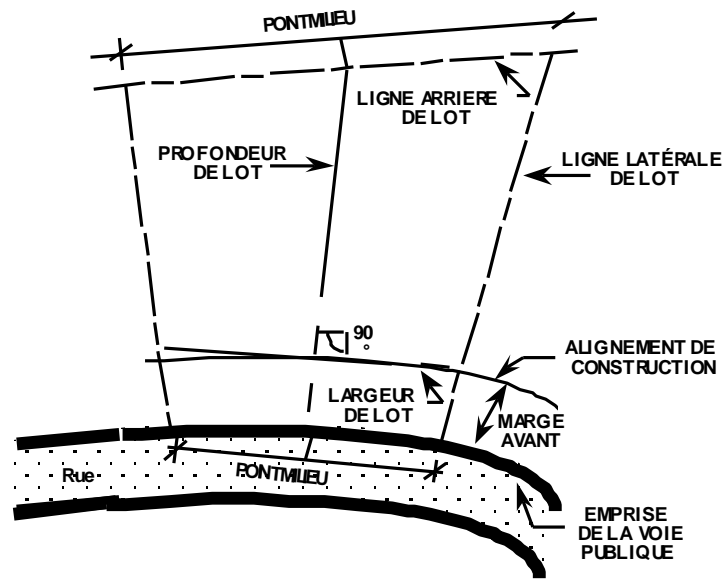 PONTMILIEU
LIGNE ARRIERE
DE LOT
PROFONDEUR
DE LOT
LIGNE LATÉRALE
DE LOT
90
°
ALIGNEMENT DE
CONSTRUCTION
LARGEUR
DE LOT
MARGE
AVANT
Rue
PONTMILIEU
EMPRISE
DE LA VOIE
PUBLIQUE